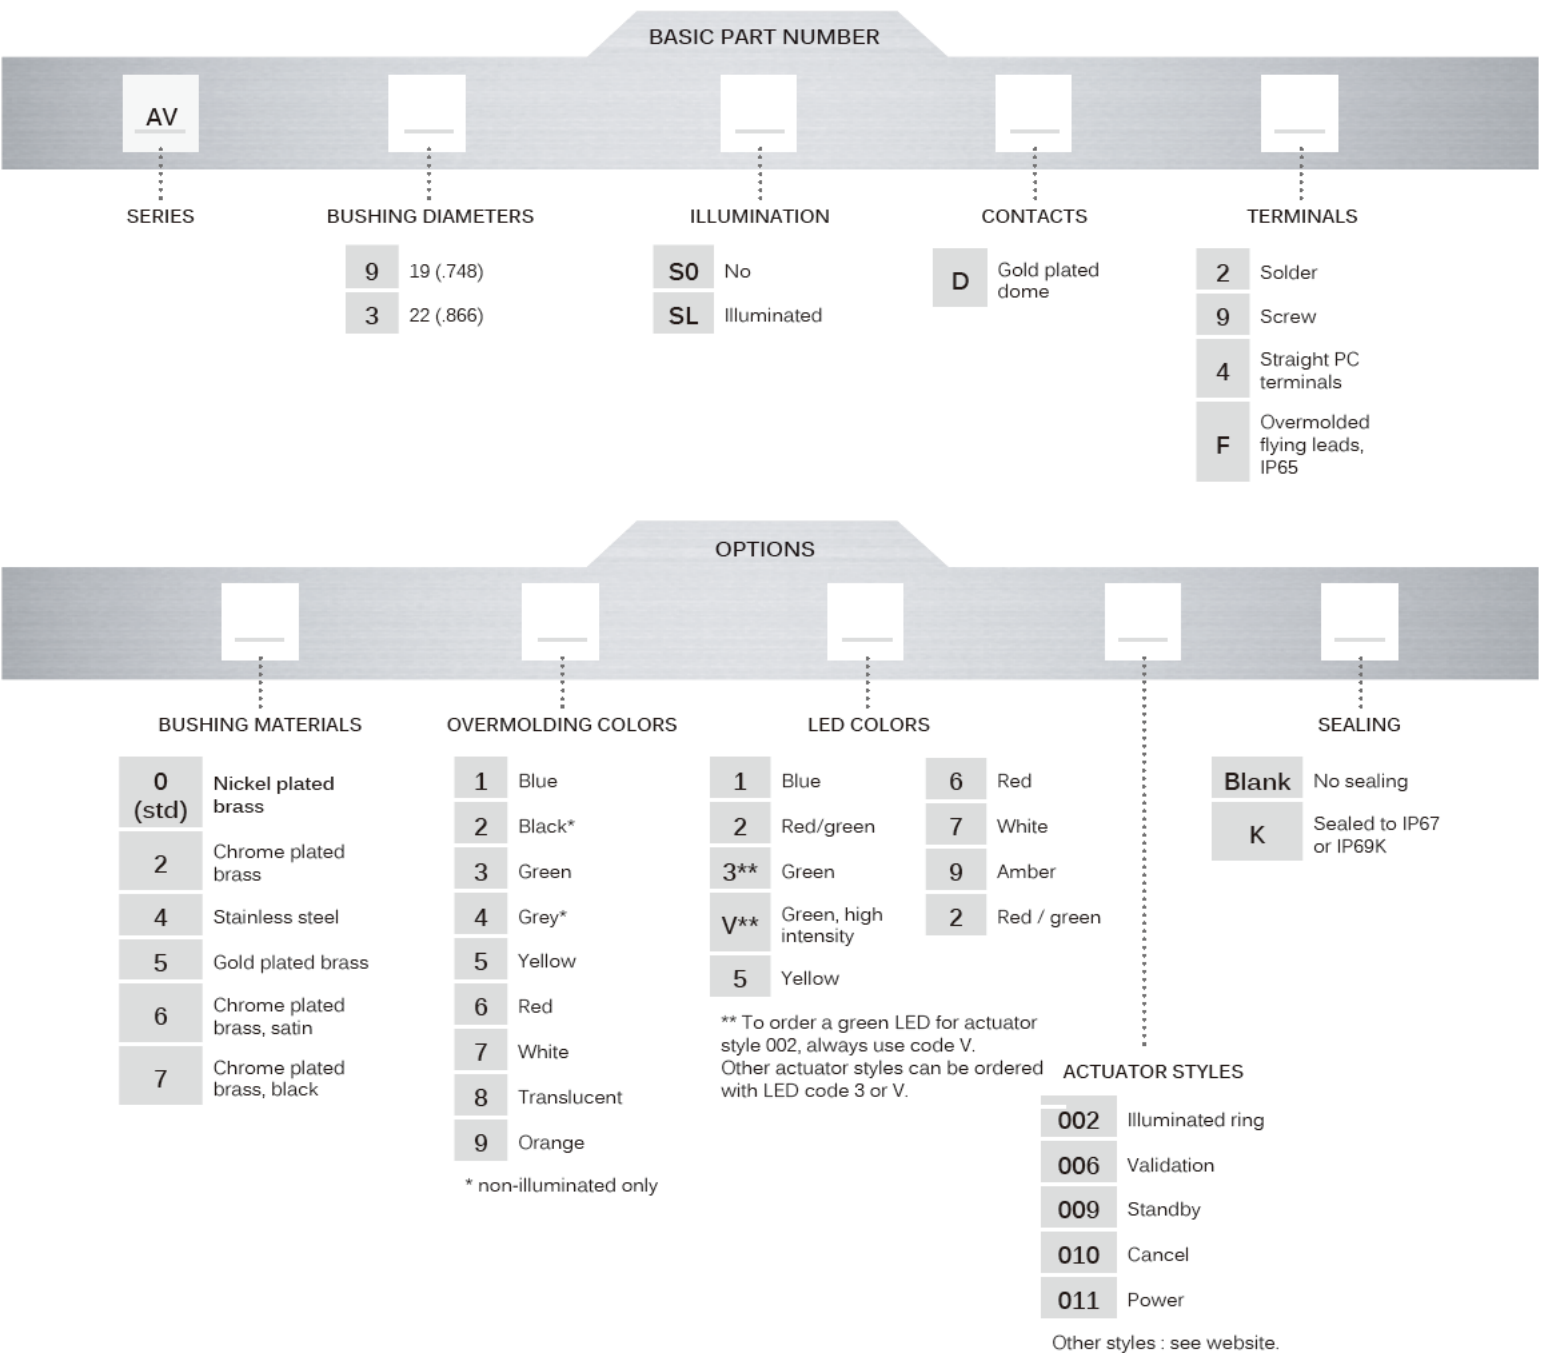 BASIC PART NUMBER
AV
SERIES
BUSHING DIAMETERS
9 19 (.748)
3 22 (.866)
ILLUMINATION
S0 No
SL Illuminated
CONTACTS
D Gold plated
dome
TERMINALS
2 Solder
9 Screw
4 Straight PC
terminals
F Overmolded
flying leads,
IP65
OPTIONS
BUSHING MATERIALS
0
(std)
Nickel plated
brass
2 Chrome plated
brass
4 Stainless steel
5 Gold plated brass
6 Chrome plated
brass, satin
7 Chrome plated
brass, black
OVERMOLDING COLORS
1 Blue
2 Black*
3 Green
4 Grey*
5 Yellow
6 Red
7 White
8 Translucent
9 Orange
* non-illuminated only
LED COLORS
1 Blue
2 Red/green
3** Green
V** Green, high
intensity
5 Yellow
6 Red
7 White
9 Amber
2 Red / green
** To order a green LED for actuator
style 002, always use code V.
Other actuator styles can be ordered
with LED code 3 or V.
ACTUATOR STYLES
002 Illuminated ring
006 Validation
009 Standby
010 Cancel
011 Power
Other styles : see website.
SEALING
Blank No sealing
K Sealed to IP67
or IP69K